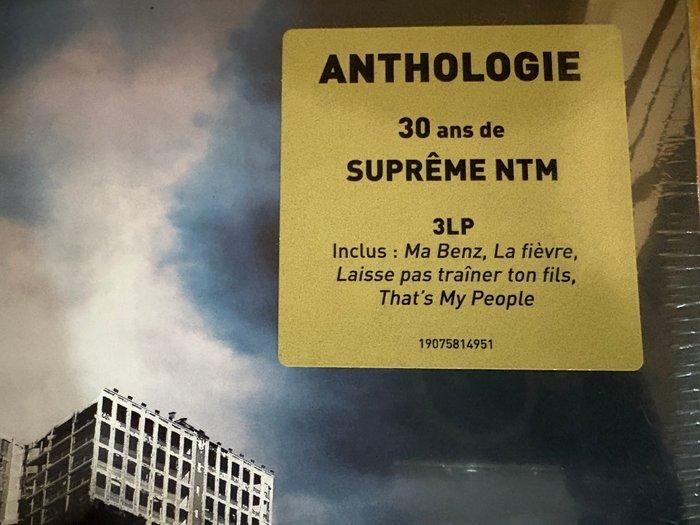 ANTHOLOGIE
30 ans de
SUPRÊME NTM
3LP
Inclus : Ma Benz, La fièvre,
Laisse pas traîner ton fils,
That's My People
19075814951